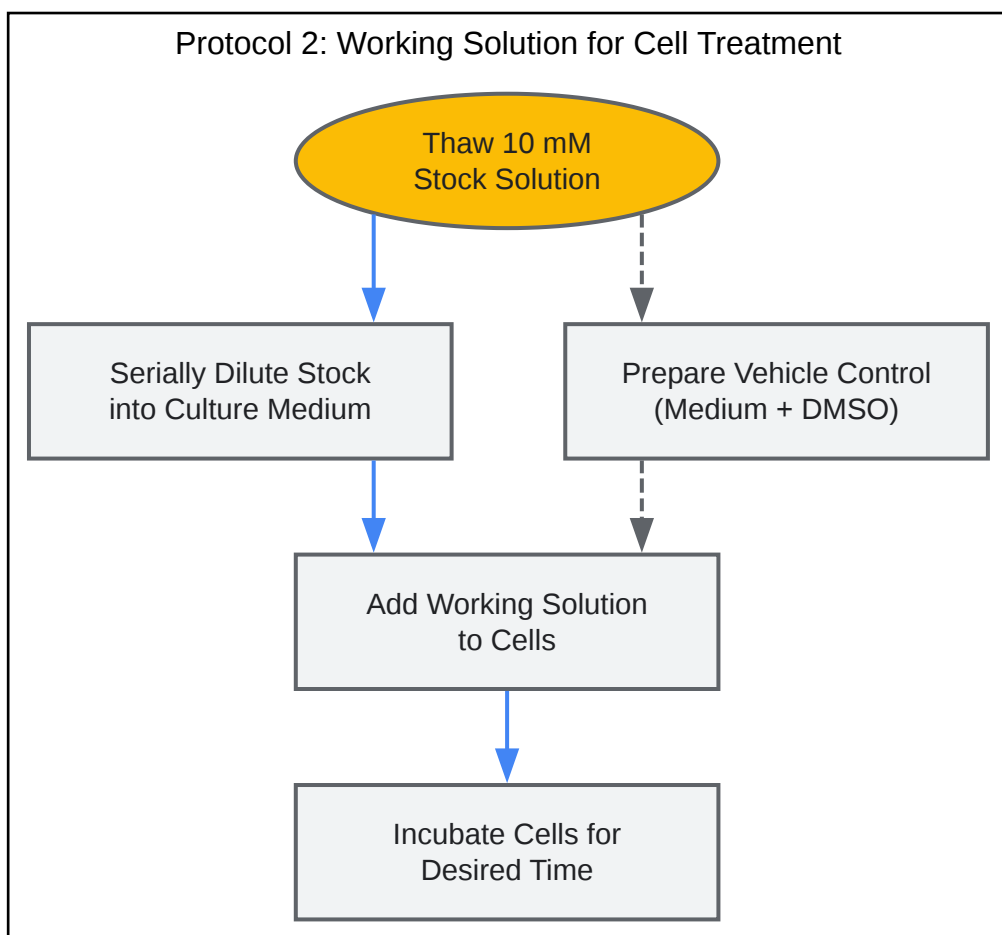 Protocol 2: Working Solution for Cell Treatment
Thaw 10 mM
Stock Solution
Serially Dilute Stock
into Culture Medium
Prepare Vehicle Control
(Medium + DMSO)
Add Working Solution
to Cells
Incubate Cells for
Desired Time